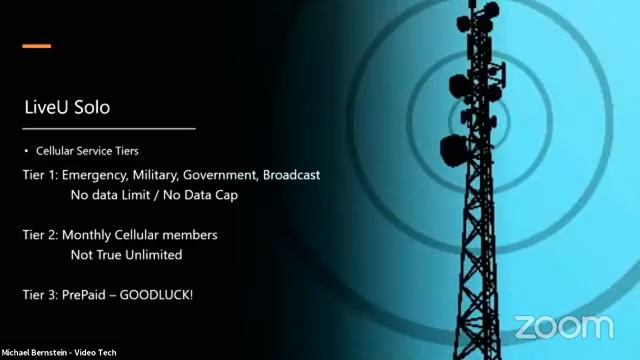 LiveU Solo
• Cellular Service Tiers
Tier 1: Emergency, Military, Government, Broadcast
No data Limit / No Data Cap
Tier 2: Monthly Cellular members
Not True Unlimited
Tier 3: PrePaid – GOODLUCK!
zoom
Michael Bernstein - Video Tech